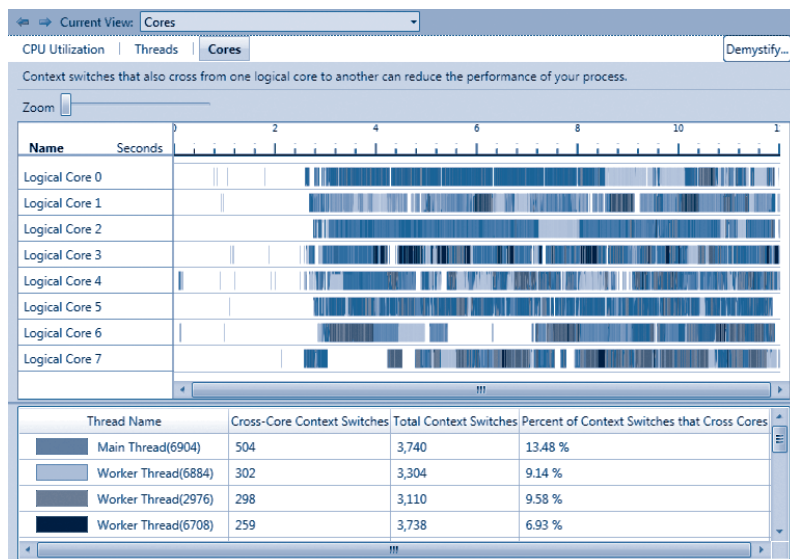 Current View: Cores
CPU Utilization | Threads | Cores Demystify...
Context switches that also cross from one logical core to another can reduce the performance of your process.
Zoom
0 2 4 6 8 10 1
Name Seconds
Logical Core 0
Logical Core 1
Logical Core 2
Logical Core 3
Logical Core 4
Logical Core 5
Logical Core 6
Logical Core 7
Thread Name Cross-Core Context Switches Total Context Switches Percent of Context Switches that Cross Cores
Main Thread(6904) 504 3,740 13.48 %
Worker Thread(6884) 302 3,304 9.14 %
Worker Thread(2976) 298 3,110 9.58 %
Worker Thread(6708) 259 3,738 6.93 %